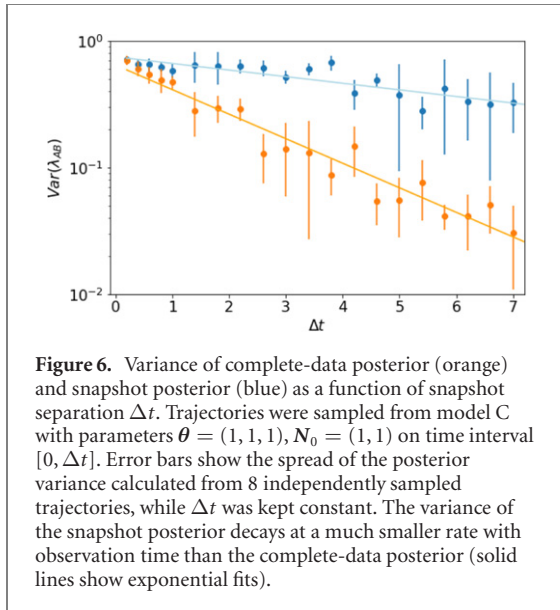 10⁰
10⁻¹
10⁻²
Var(λ_AB)
0 1 2 3 4 5 6 7
Δt
Figure 6. Variance of complete-data posterior (orange)
and snapshot posterior (blue) as a function of snapshot
separation Δt. Trajectories were sampled from model C
with parameters θ = (1, 1, 1), N₀ = (1, 1) on time interval
[0, Δt]. Error bars show the spread of the posterior
variance calculated from 8 independently sampled
trajectories, while Δt was kept constant. The variance of
the snapshot posterior decays at a much smaller rate with
observation time than the complete-data posterior (solid
lines show exponential fits).